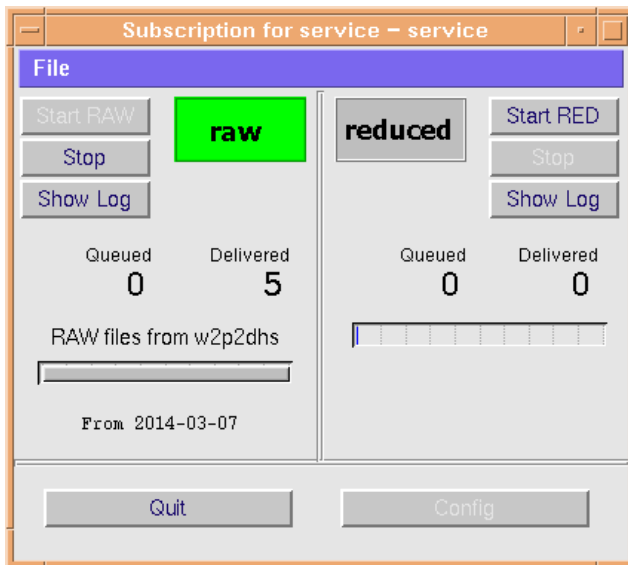 Subscription for service – service
File
Start RAW
raw
Stop
Show Log
Queued Delivered
0 5
RAW files from w2p2dhs
From 2014-03-07
reduced
Start RED
Stop
Show Log
Queued Delivered
0 0
Quit
Config